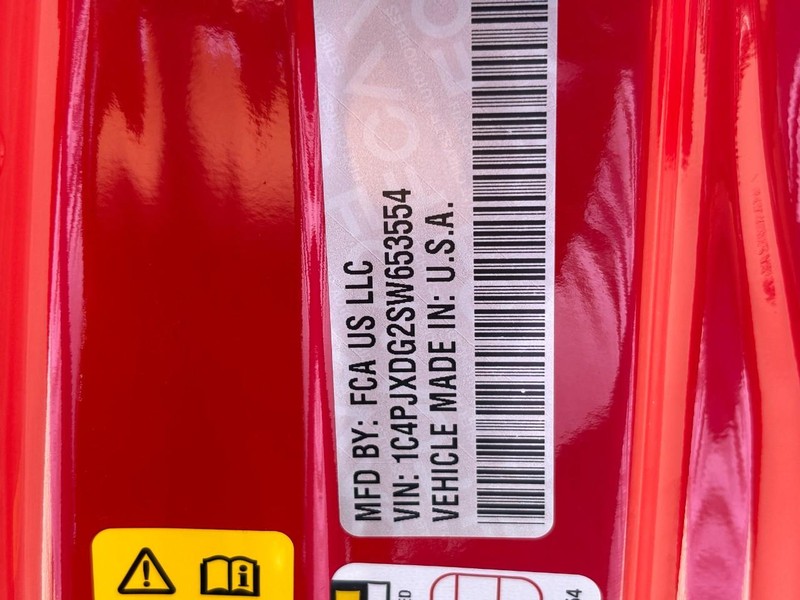 MFD BY: FCA US LLC
VIN: 1C4PJXDG2SW653554
VEHICLE MADE IN: U.S.A.